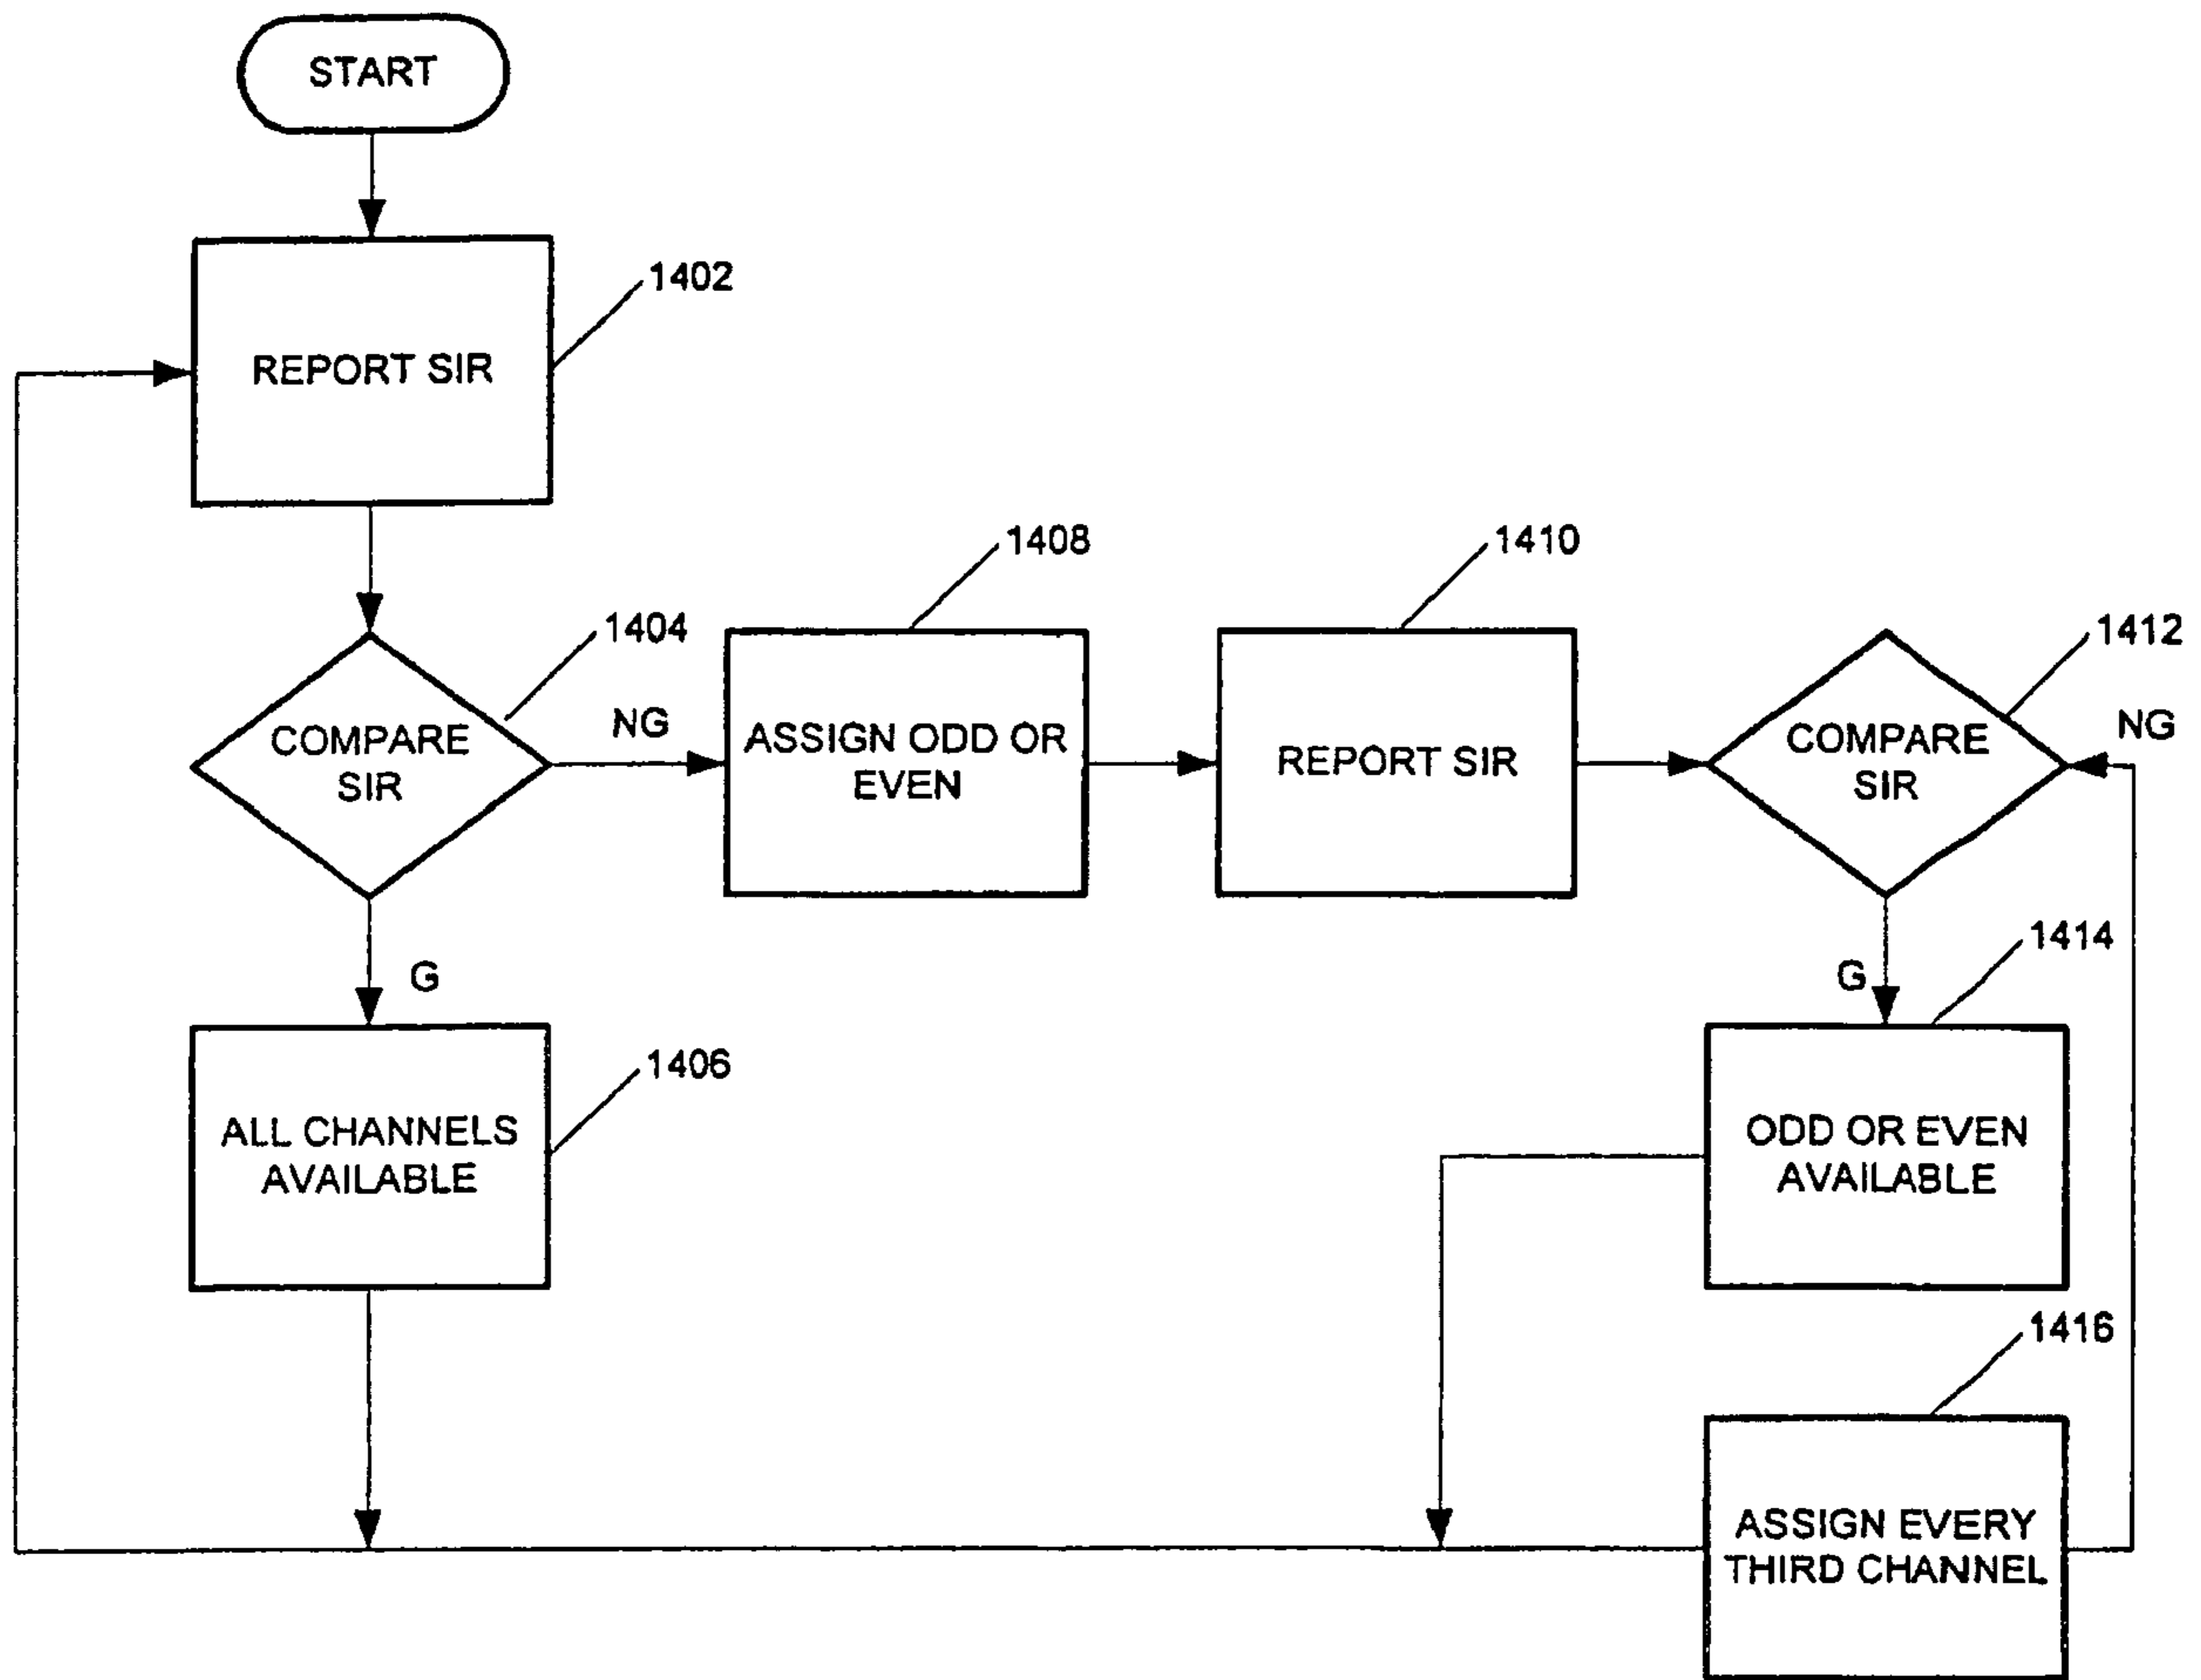 START
1402
REPORT SIR
1408
1410
1404
1412
NG
NG
COMPARE
SIR
ASSIGN ODD OR
EVEN
REPORT SIR
COMPARE
SIR
1414
G
G
1406
ALL CHANNELS
AVAILABLE
ODD OR EVEN
AVAILABLE
1416
ASSIGN EVERY
THIRD CHANNEL